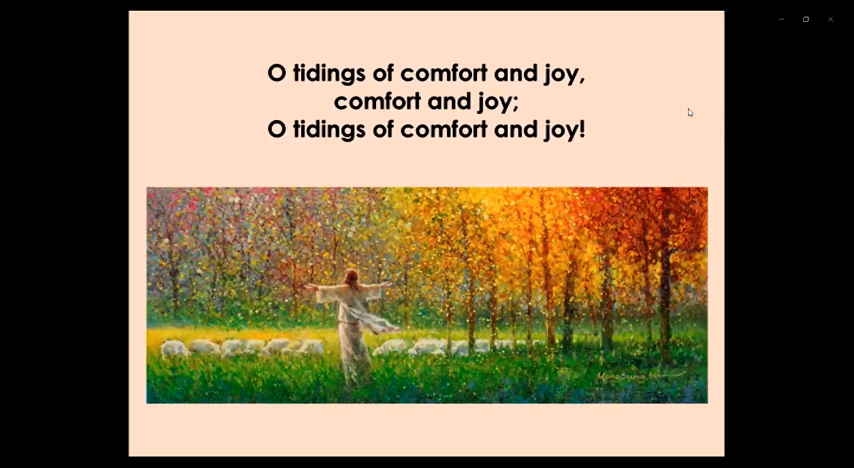 O tidings of comfort and joy,
comfort and joy;
O tidings of comfort and joy!